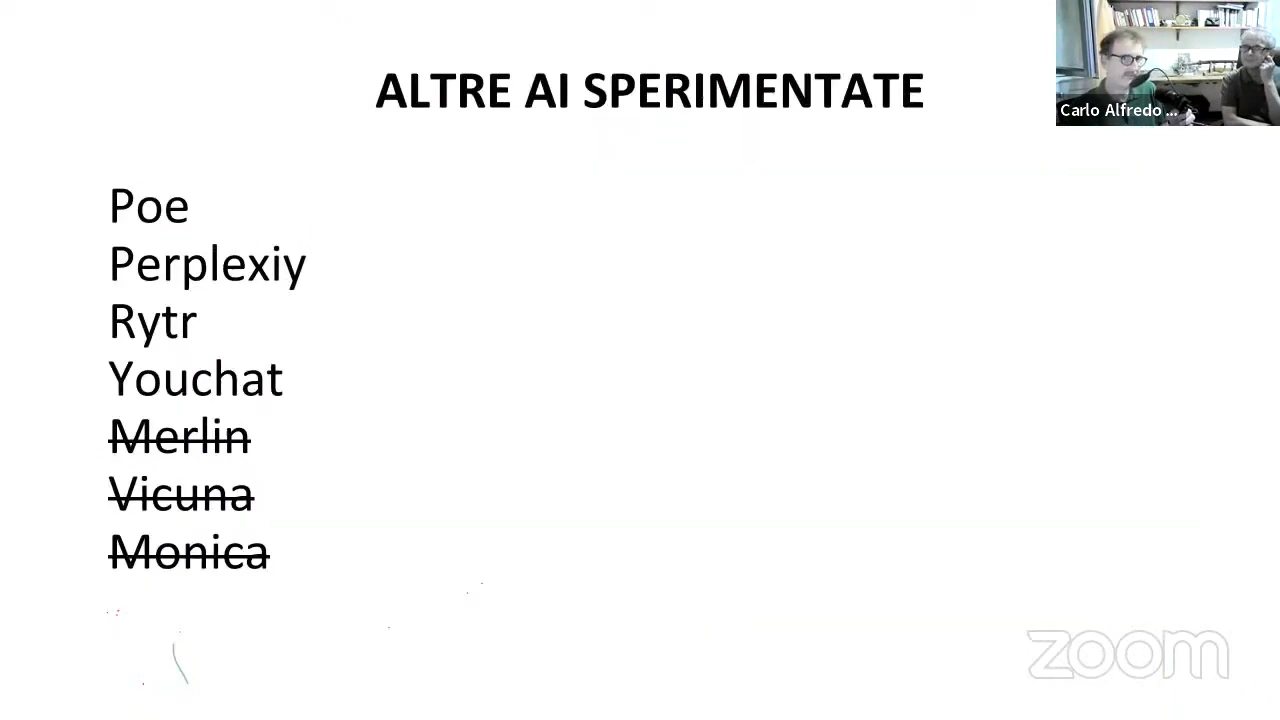 ALTRE AI SPERIMENTATE
Carlo Alfredo ...
Poe
Perplexiy
Rytr
Youchat
Merlin
Vicuna
Monica
zoom